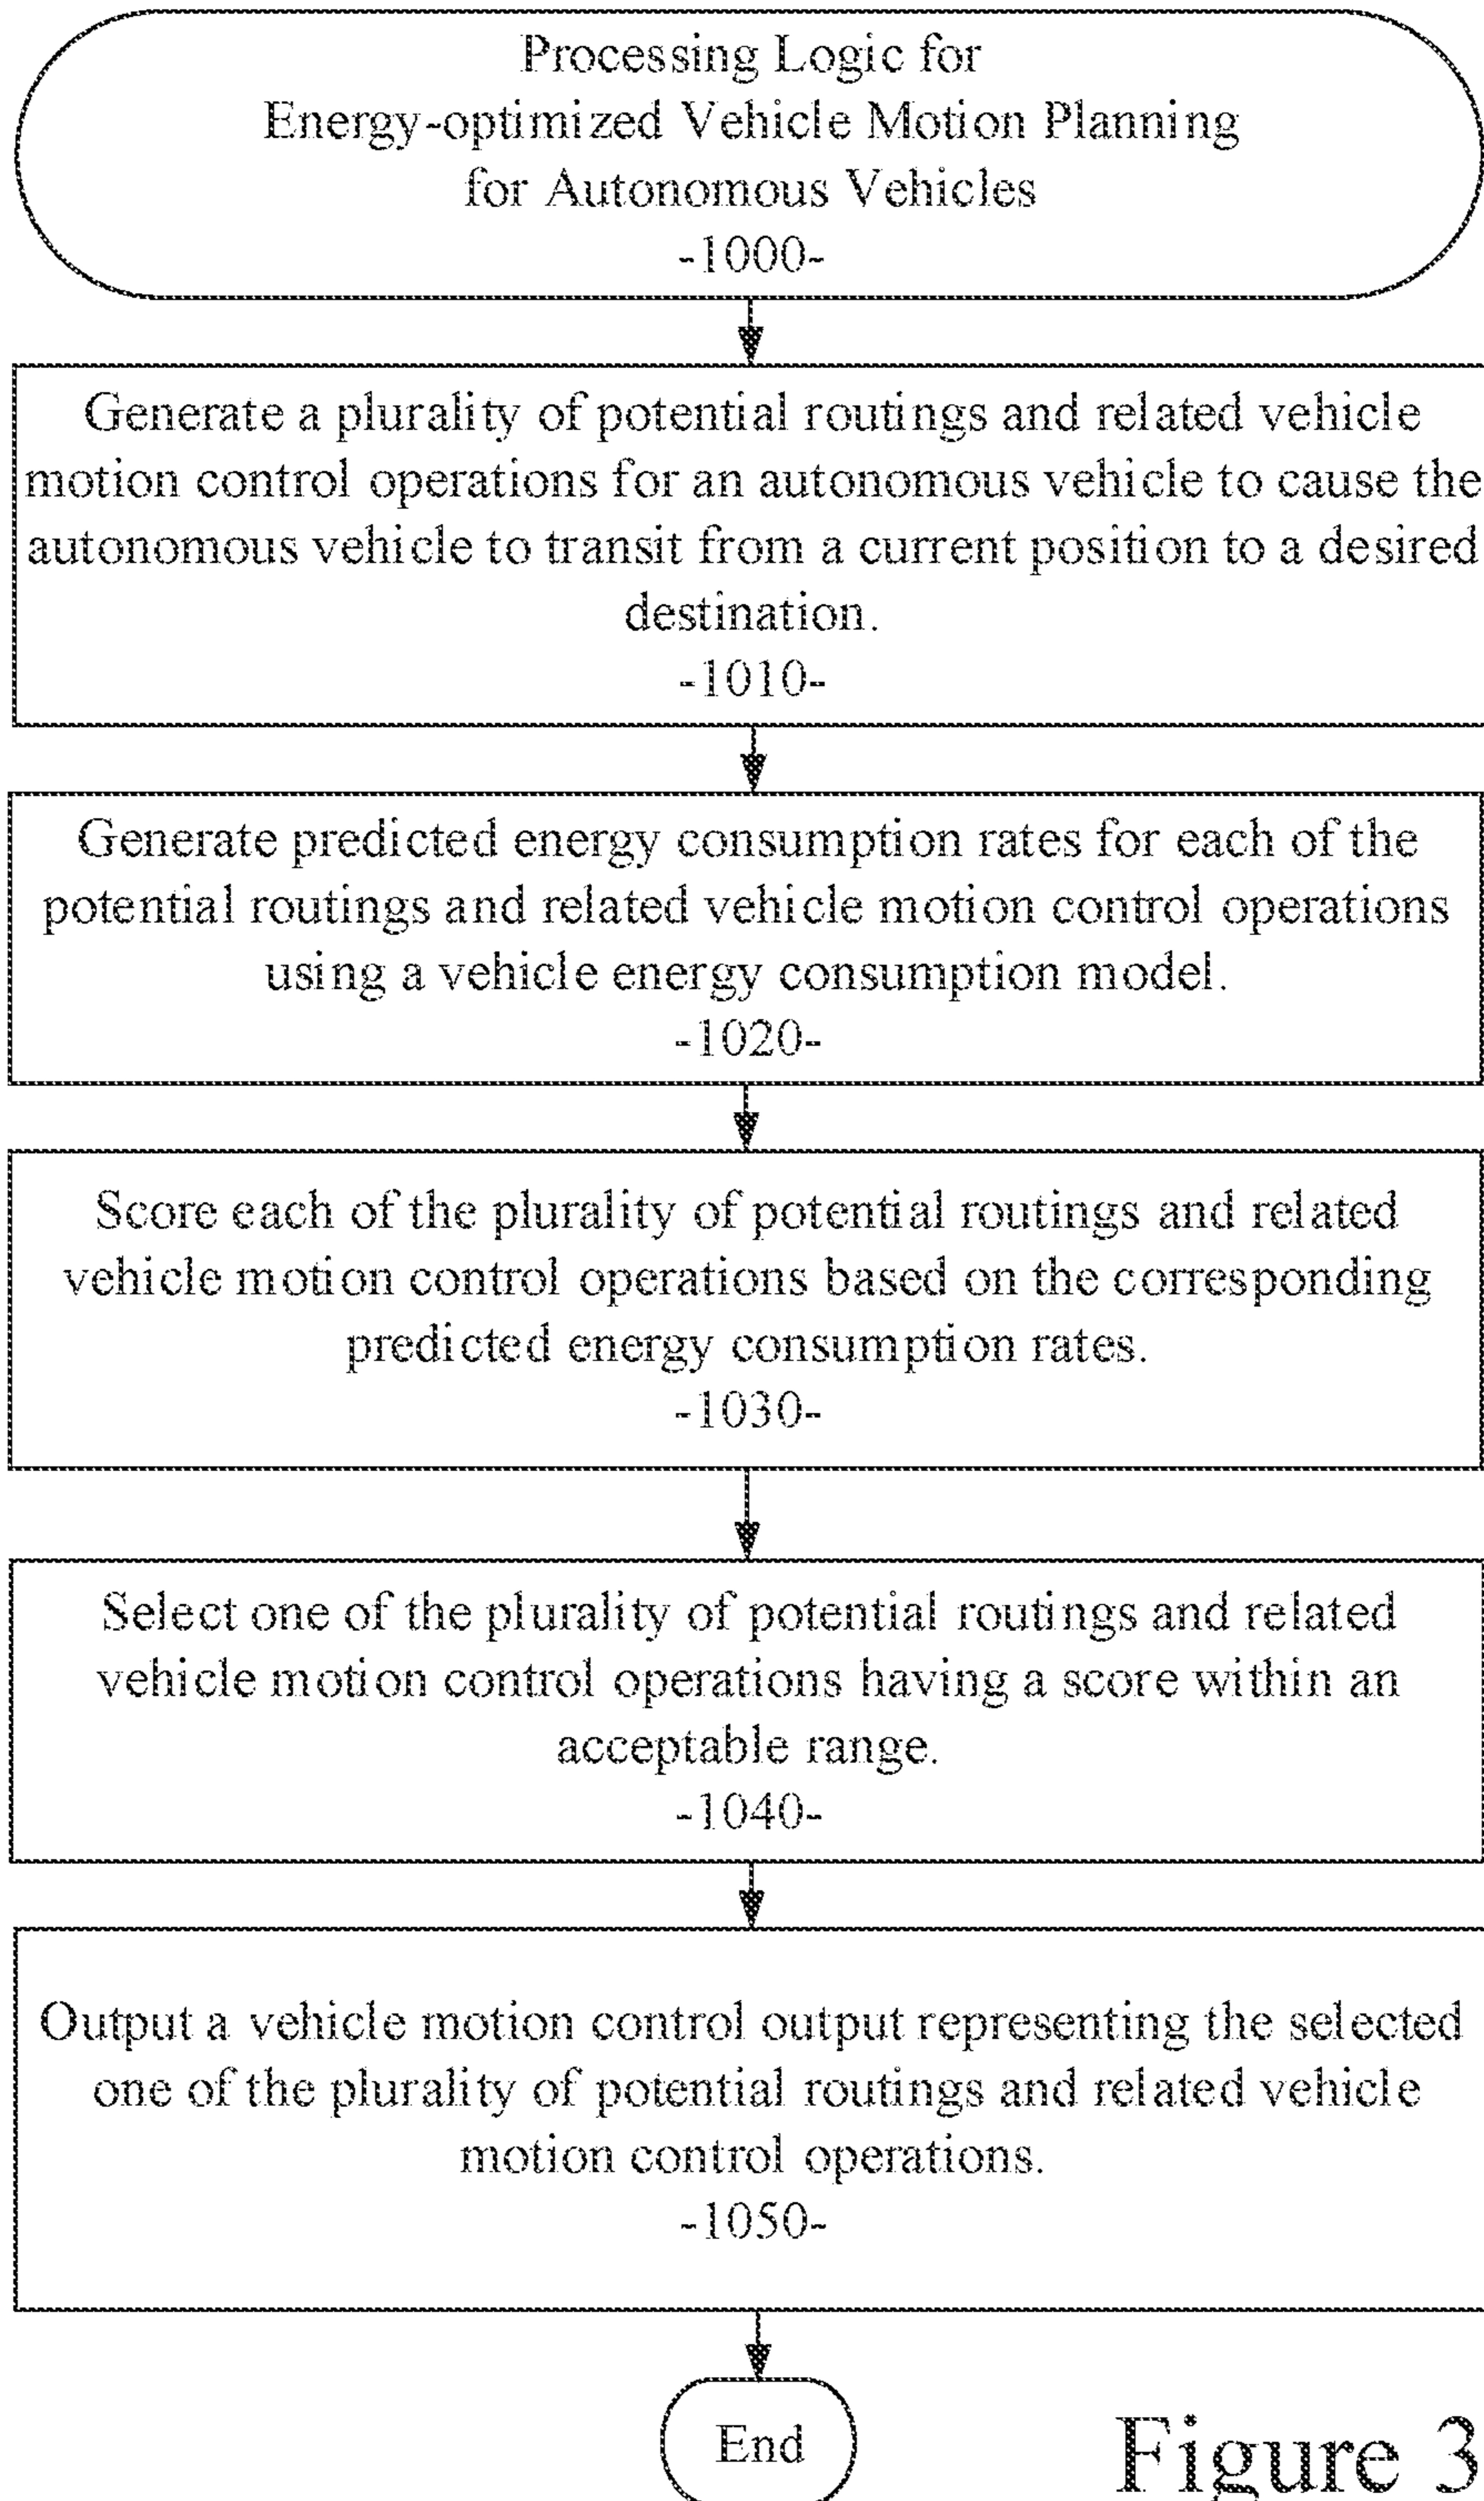 Processing Logic for
Energy-optimized Vehicle Motion Planning
for Autonomous Vehicles
-1000-
Generate a plurality of potential routings and related vehicle
motion control operations for an autonomous vehicle to cause the
autonomous vehicle to transit from a current position to a desired
destination.
-1010-
Generate predicted energy consumption rates for each of the
potential routings and related vehicle motion control operations
using a vehicle energy consumption model.
-1020-
Score each of the plurality of potential routings and related
vehicle motion control operations based on the corresponding
predicted energy consumption rates.
-1030-
Select one of the plurality of potential routings and related
vehicle motion control operations having a score within an
acceptable range.
-1040-
Output a vehicle motion control output representing the selected
one of the plurality of potential routings and related vehicle
motion control operations.
-1050-
End
Figure 3